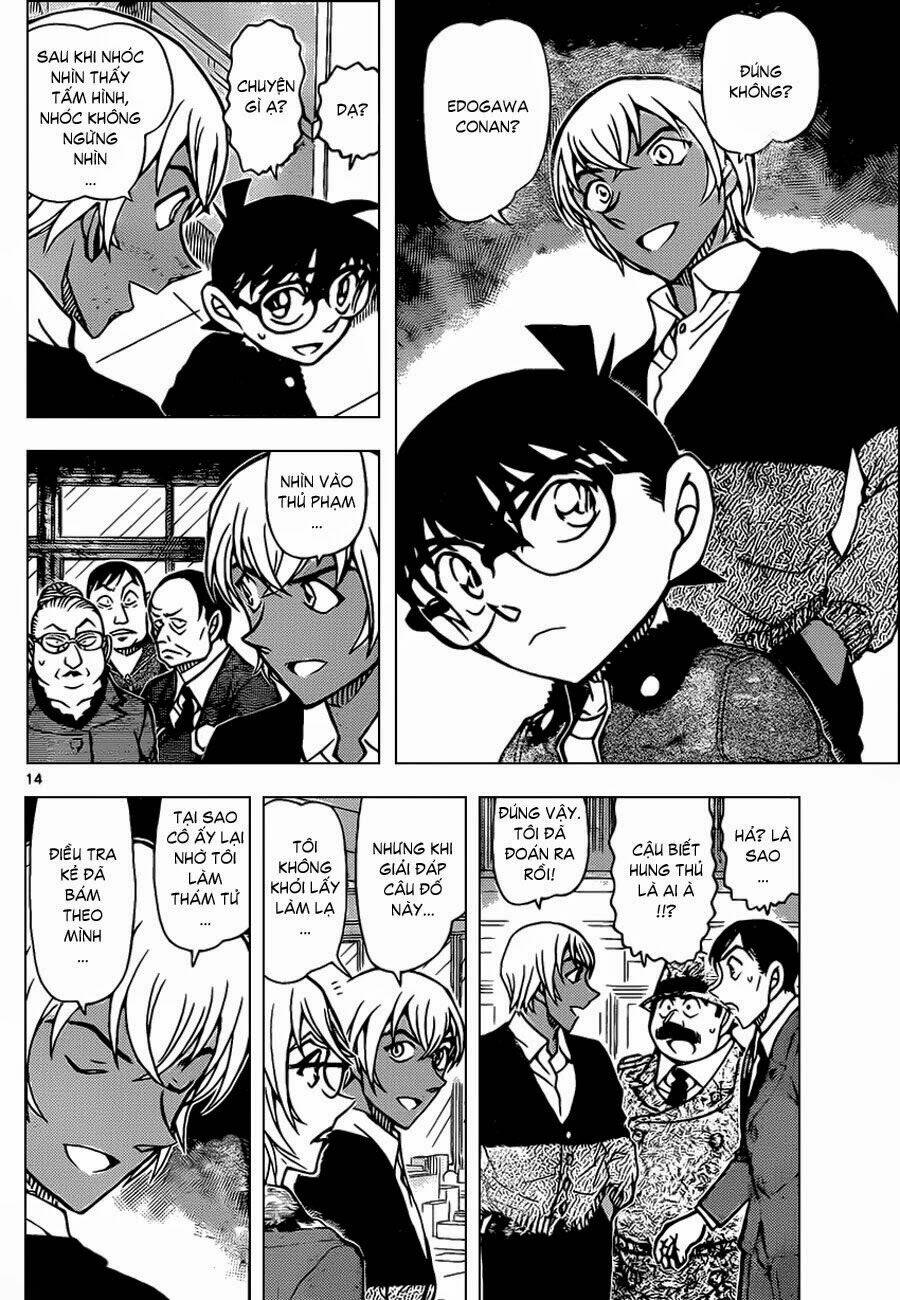 ĐÚNG
KHÔNG?
EDOGAWA
CONAN?
DẠ?
CHUYỆN
GÌ Ạ?
SAU KHI NHÓC
NHÌN THẤY
TẤM HÌNH,
NHÓC KHÔNG
NGỪNG
NHÌN
...
NHÌN VÀO
THỦ PHẠM
...
14
HẢ? LÀ
SAO
...
CẬU BIẾT
HUNG THỦ
LÀ AI À
!!?
ĐÚNG VẬY.
TÔI ĐÃ
ĐOÁN RA
RỒI!
NHƯNG KHI
GIẢI ĐÁP
CÂU ĐỐ
NÀY...
TÔI
KHÔNG
KHỎI LẤY
LÀM LẠ
...
TẠI SAO
CÔ ẤY LẠI
NHỜ TÔI
LÀM
THÁM TỬ
...
ĐIỀU TRA
KẺ ĐÃ
BÁM
THEO
MÌNH
...